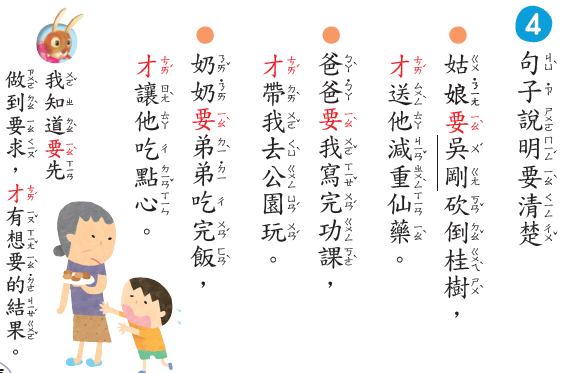 4
句子說明要清楚
姑娘要吳剛砍倒桂樹，
才送他減重仙藥。
爸爸要我寫完功課，
才帶我去公園玩。
奶奶要弟弟吃完飯，
才讓他吃點心。
我知道要先
做到要求，才有想要的結果。